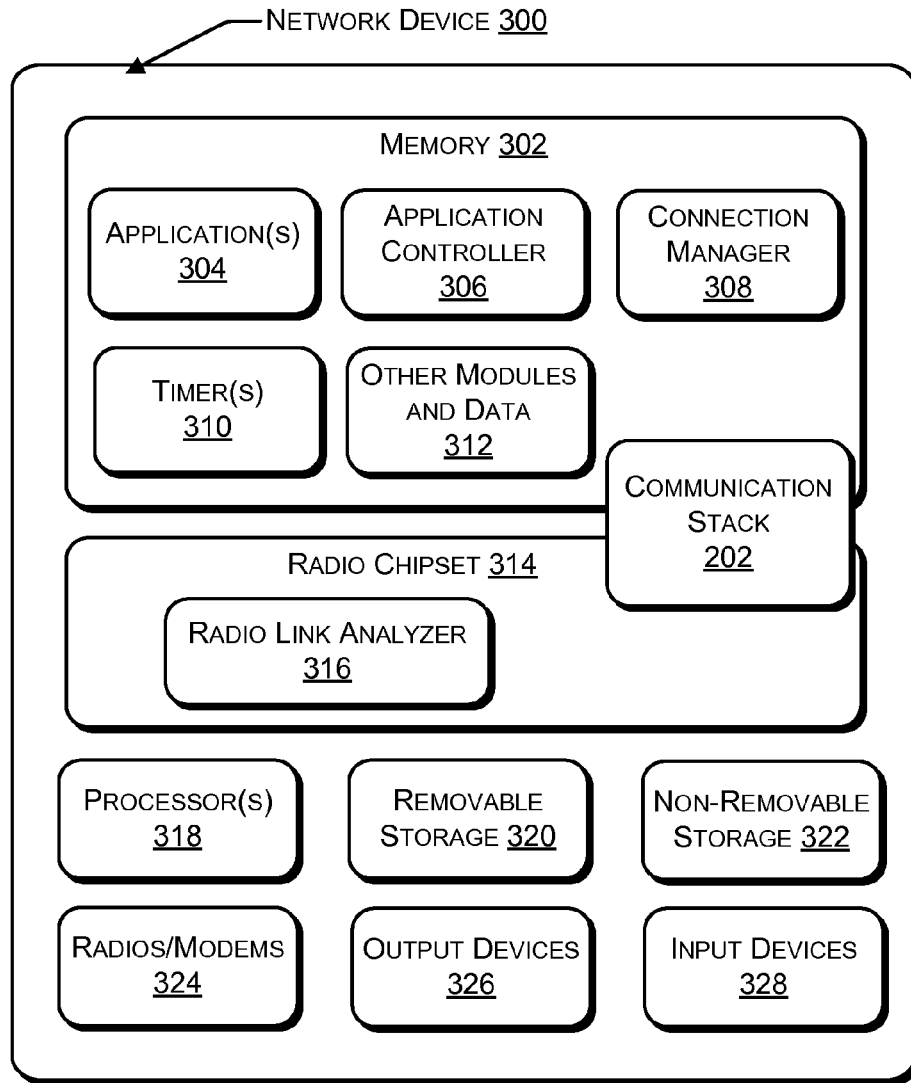 NETWORK DEVICE 300
MEMORY 302
APPLICATION(S)
304
APPLICATION
CONTROLLER
306
CONNECTION
MANAGER
308
TIMER(S)
310
OTHER MODULES
AND DATA
312
COMMUNICATION
STACK
202
RADIO CHIPSET 314
RADIO LINK ANALYZER
316
PROCESSOR(S)
318
REMOVABLE
STORAGE 320
NON-REMOVABLE
STORAGE 322
RADIOS/MODEMS
324
OUTPUT DEVICES
326
INPUT DEVICES
328